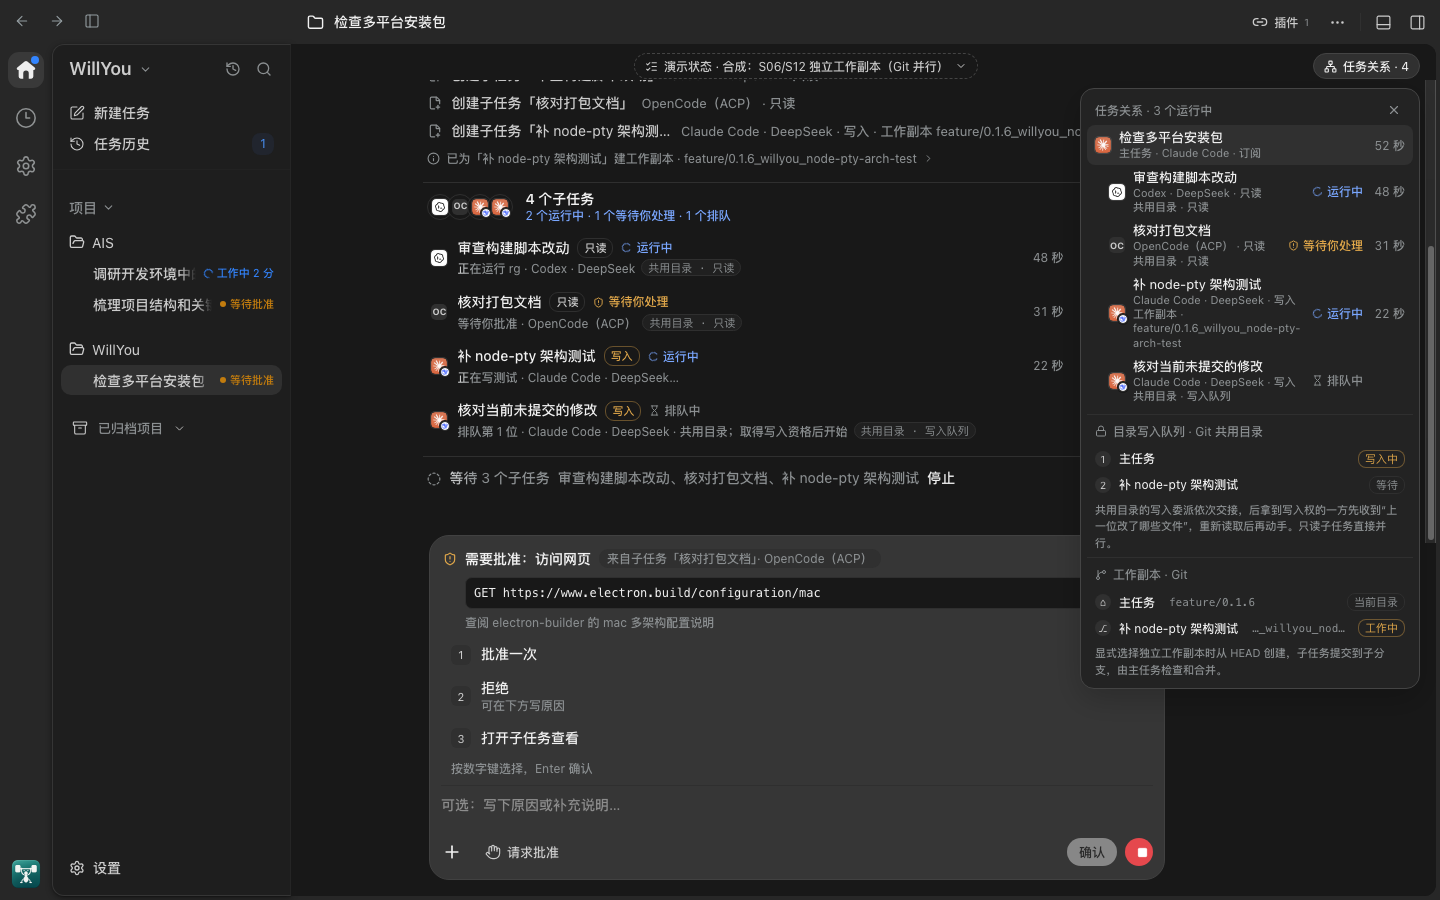 检查多平台安装包
插件 1
WillYou
新建任务
任务历史 1
项目
AIS
调研开发环境中 工作中 2 分
梳理项目结构和关 等待批准
WillYou
检查多平台安装包 等待批准
已归档项目
设置
演示状态 · 合成：S06/S12 独立工作副本（Git 并行）
任务关系 · 4
创建子任务「核对打包文档」 OpenCode（ACP） · 只读
创建子任务「补 node-pty 架构测... Claude Code · DeepSeek · 写入 · 工作副本 feature/0.1.6_willyou_no
已为「补 node-pty 架构测试」建工作副本 · feature/0.1.6_willyou_node-pty-arch-test
4 个子任务
2 个运行中 · 1 个等待你处理 · 1 个排队
审查构建脚本改动 只读 运行中
正在运行 rg · Codex · DeepSeek 共用目录 · 只读
48 秒
OC 核对打包文档 只读 等待你处理
等待你批准 · OpenCode（ACP） 共用目录 · 只读
31 秒
补 node-pty 架构测试 写入 运行中
正在写测试 · Claude Code · DeepSeek...
22 秒
核对当前未提交的修改 写入 排队中
排队第 1 位 · Claude Code · DeepSeek · 共用目录；取得写入资格后开始 共用目录 · 写入队列
等待 3 个子任务 审查构建脚本改动、核对打包文档、补 node-pty 架构测试 停止
需要批准：访问网页 来自子任务「核对打包文档」· OpenCode（ACP）
GET https://www.electron.build/configuration/mac
查阅 electron-builder 的 mac 多架构配置说明
1 批准一次
2 拒绝
可在下方写原因
3 打开子任务查看
按数字键选择，Enter 确认
可选：写下原因或补充说明...
请求批准
确认
任务关系 · 3 个运行中
检查多平台安装包
主任务 · Claude Code · 订阅
52 秒
审查构建脚本改动
Codex · DeepSeek · 只读
共用目录 · 只读
运行中 48 秒
OC 核对打包文档
OpenCode（ACP） · 只读
共用目录 · 只读
等待你处理 31 秒
补 node-pty 架构测试
Claude Code · DeepSeek · 写入
工作副本 ·
feature/0.1.6_willyou_node-pty-
arch-test
运行中 22 秒
核对当前未提交的修改
Claude Code · DeepSeek · 写入
共用目录 · 写入队列
排队中
目录写入队列 · Git 共用目录
1 主任务 写入中
2 补 node-pty 架构测试 等待
共用目录的写入委派依次交接，后拿到写入权的一方先收到“上
一位改了哪些文件”，重新读取后再动手。只读子任务直接并
行。
工作副本 · Git
主任务 feature/0.1.6 当前目录
补 node-pty 架构测试 …_willyou_nod… 工作中
显式选择独立工作副本时从 HEAD 创建，子任务提交到子分
支，由主任务检查和合并。